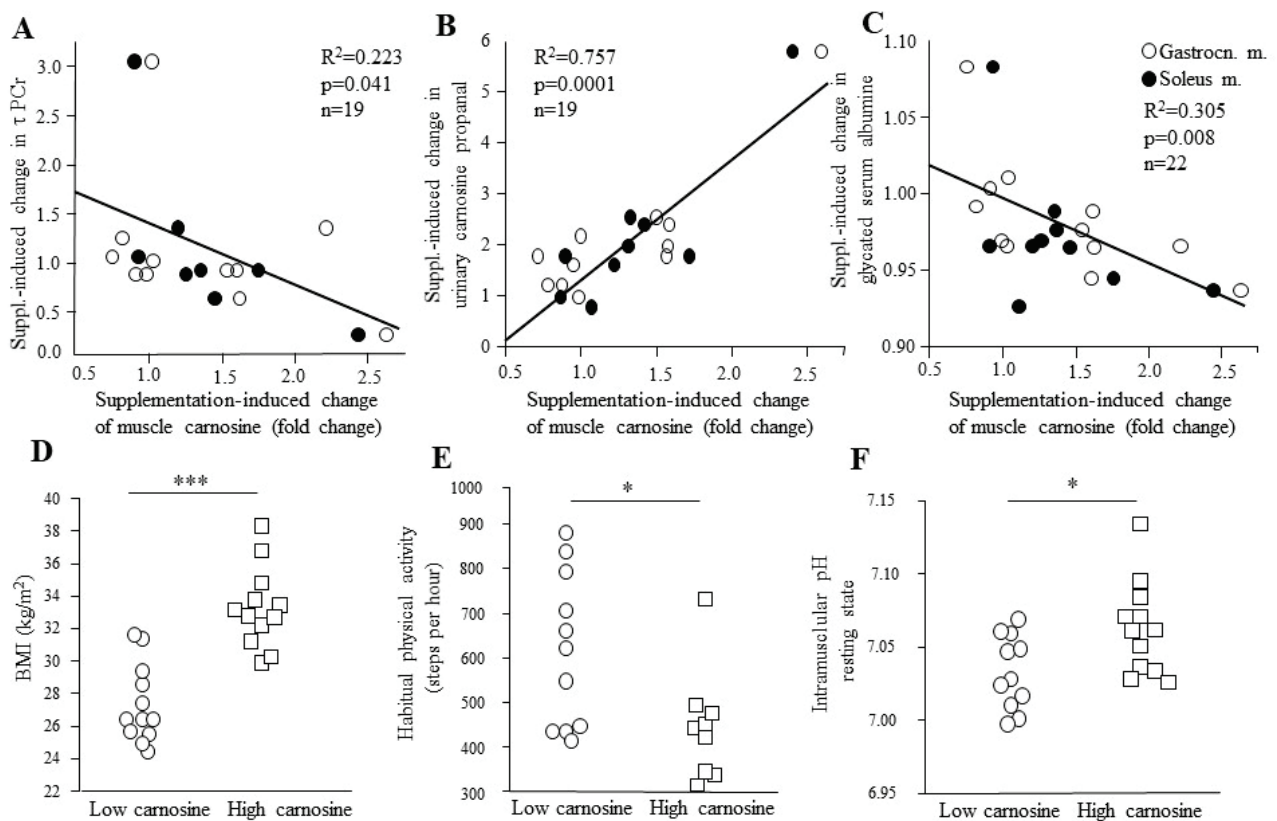 A
Suppl.-induced change in τ PCr
3.0
2.5
2.0
1.5
1.0
0.5
0.0
R²=0.223
p=0.041
n=19
0.5 1.0 1.5 2.0 2.5
Supplementation-induced change
of muscle carnosine (fold change)
B
Suppl.-induced change in
urinary carnosine propanal
6
5
4
3
2
1
0
R²=0.757
p=0.0001
n=19
0.5 1.0 1.5 2.0 2.5
Supplementation-induced change
of muscle carnosine (fold change)
C
Suppl.-induced change in
glycated serum albumine
1.10
1.05
1.00
0.95
0.90
Gastrocn. m.
Soleus m.
R²=0.305
p=0.008
n=22
0.5 1.0 1.5 2.0 2.5
Supplementation-induced change
of muscle carnosine (fold change)
D
BMI (kg/m²)
40
38
36
34
32
30
28
26
24
22
***
Low carnosine High carnosine
E
Habitual physical activity
(steps per hour)
1000
900
800
700
600
500
400
300
*
Low carnosine High carnosine
F
Intramusclular pH
resting state
7.15
7.10
7.05
7.00
6.95
*
Low carnosine High carnosine